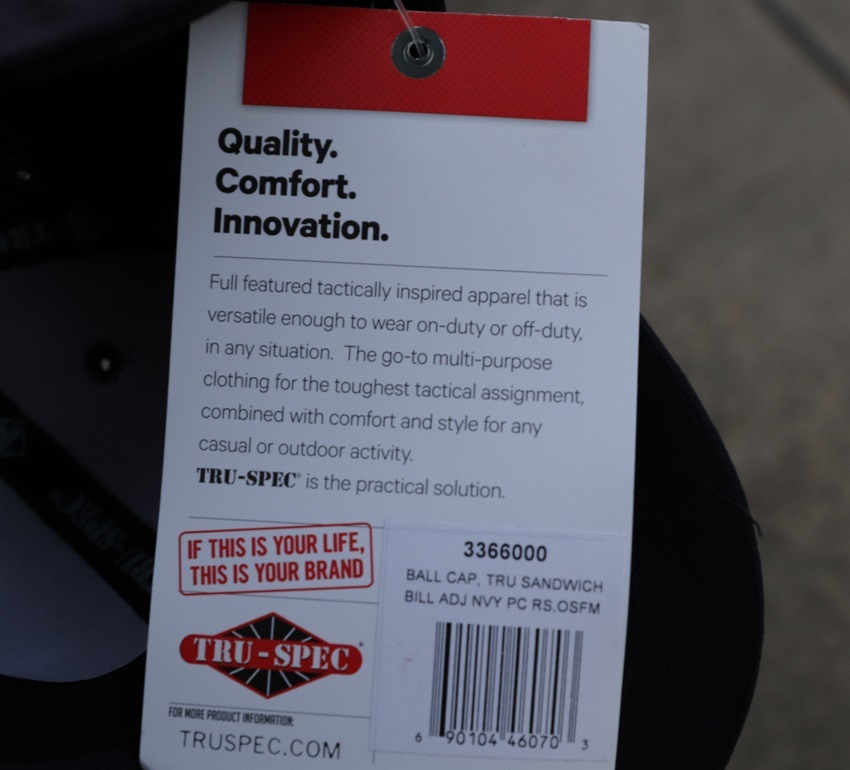 Quality.
Comfort.
Innovation.
Full featured tactically inspired apparel that is
versatile enough to wear on-duty or off-duty,
in any situation. The go-to multi-purpose
clothing for the toughest tactical assignment,
combined with comfort and style for any
casual or outdoor activity.
TRU-SPEC® is the practical solution.
IF THIS IS YOUR LIFE,
THIS IS YOUR BRAND
TRU-SPEC
FOR MORE PRODUCT INFORMATION:
TRUSPEC.COM
3366000
BALL CAP, TRU SANDWICH
BILL ADJ NVY PC RS,OSFM
6 90104 46070 3
TRU-SPEC